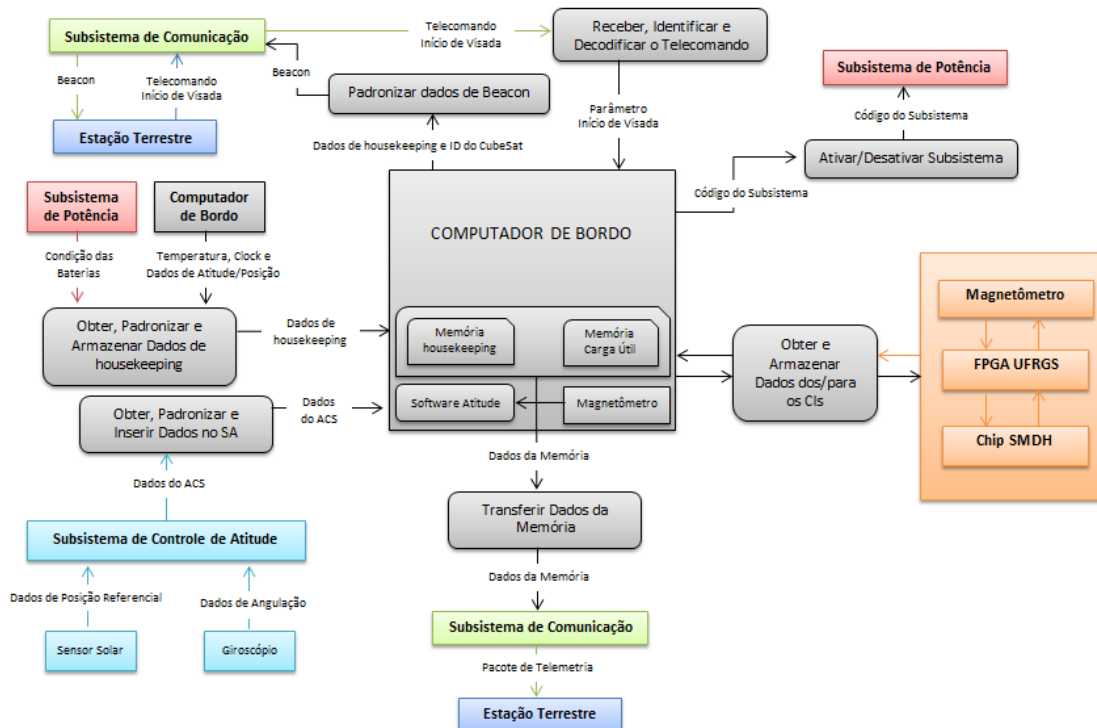 Subsistema de Comunicação
Telecomando
Início de Visada
Receber, Identificar e
Decodificar o Telecomando
Beacon
Telecomando
Início de Visada
Beacon
Padronizar dados de Beacon
Estação Terrestre
Dados de housekeeping e ID do CubeSat
Parâmetro
Início de Visada
Subsistema de Potência
Código do Subsistema
Ativar/Desativar Subsistema
Código do Subsistema
Subsistema
de Potência
Computador
de Bordo
Condição das
Baterias
Temperatura, Clock e
Dados de Atitude/Posição
Obter, Padronizar e
Armazenar Dados de
housekeeping
Dados de
housekeeping
COMPUTADOR DE BORDO
Memória
housekeeping
Memória
Carga Útil
Software Atitude
Magnetômetro
Obter e
Armazenar
Dados dos/para
os CIs
Magnetômetro
FPGA UFRGS
Chip SMDH
Obter, Padronizar e
Inserir Dados no SA
Dados
do ACS
Dados do ACS
Subsistema de Controle de Atitude
Dados de Posição Referencial
Dados de Angulação
Sensor Solar
Giroscópio
Dados da Memória
Transferir Dados da
Memória
Dados da Memória
Subsistema de Comunicação
Pacote de Telemetria
Estação Terrestre